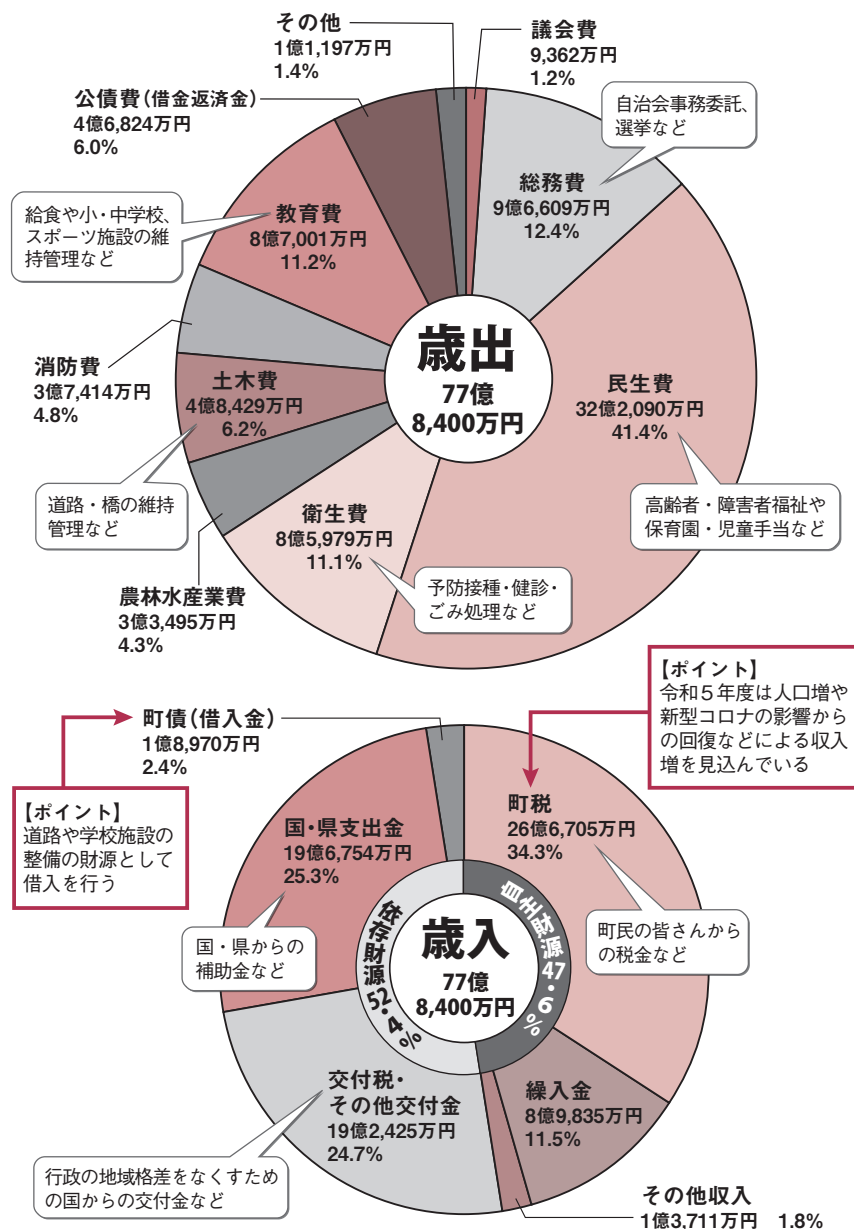 その他
1億1,197万円
1.4%
議会費
9,362万円
1.2%
公債費(借金返済金)
4億6,824万円
6.0%
自治会事務委託、
選挙など
総務費
9億6,609万円
12.4%
給食や小・中学校、
スポーツ施設の維
持管理など
教育費
8億7,001万円
11.2%
歳出
77億
8,400万円
消防費
3億7,414万円
4.8%
土木費
4億8,429万円
6.2%
民生費
32億2,090万円
41.4%
道路・橋の維持
管理など
高齢者・障害者福祉や
保育園・児童手当など
衛生費
8億5,979万円
11.1%
予防接種・健診・
ごみ処理など
農林水産業費
3億3,495万円
4.3%
【ポイント】
令和5年度は人口増や
新型コロナの影響から
の回復などによる収入
増を見込んでいる
町債(借入金)
1億8,970万円
2.4%
【ポイント】
道路や学校施設の
整備の財源として
借入を行う
国・県支出金
19億6,754万円
25.3%
町税
26億6,705万円
34.3%
国・県からの
補助金など
依存財源52.4%
自主財源47.6%
歳入
77億
8,400万円
町民の皆さんから
の税金など
交付税・
その他交付金
19億2,425万円
24.7%
繰入金
8億9,835万円
11.5%
行政の地域格差をなくすため
の国からの交付金など
その他収入
1億3,711万円 1.8%